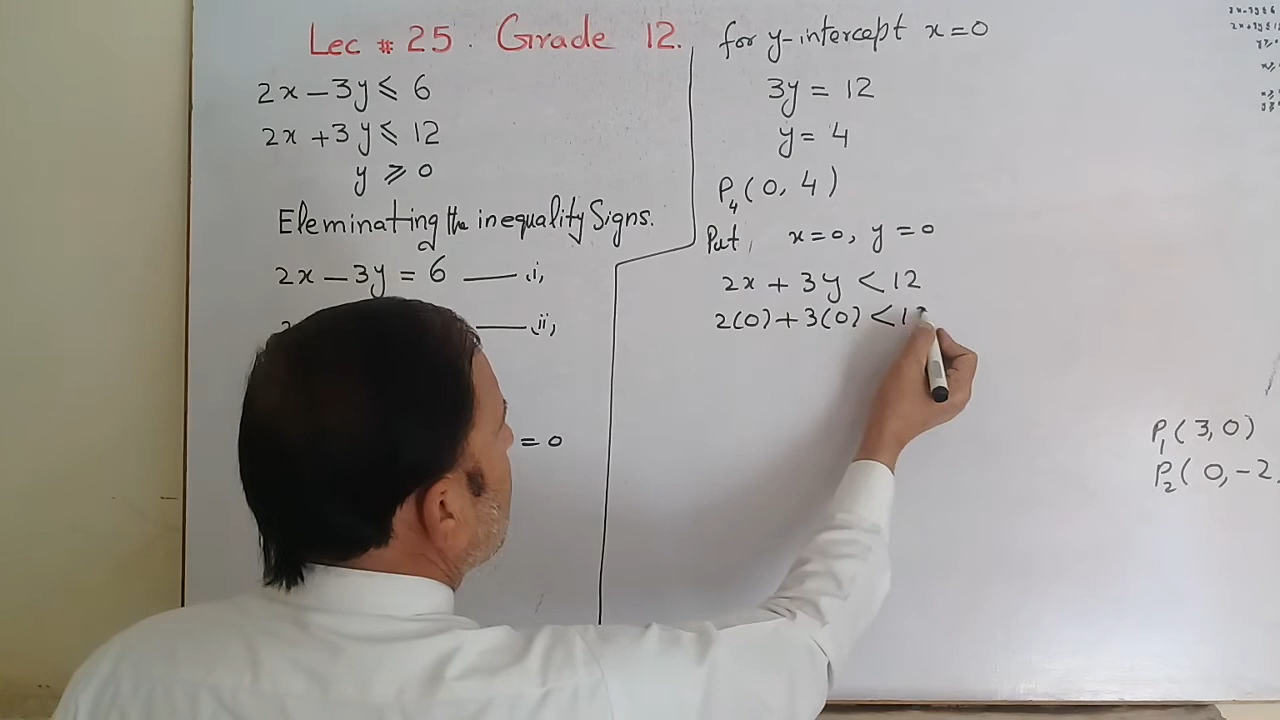 Lec # 25. Grade 12.
2x - 3y ⩽ 6
2x + 3y ⩽ 12
y ⩾ 0
Eleminating the inequality Signs.
2x - 3y = 6 —— i,
—— ii,
= 0
for y-intercept x=0
3y = 12
y = 4
P4 (0, 4)
Put, x=0, y=0
2x + 3y < 12
2(0) + 3(0) < 12
P1 (3, 0)
P2 (0, -2